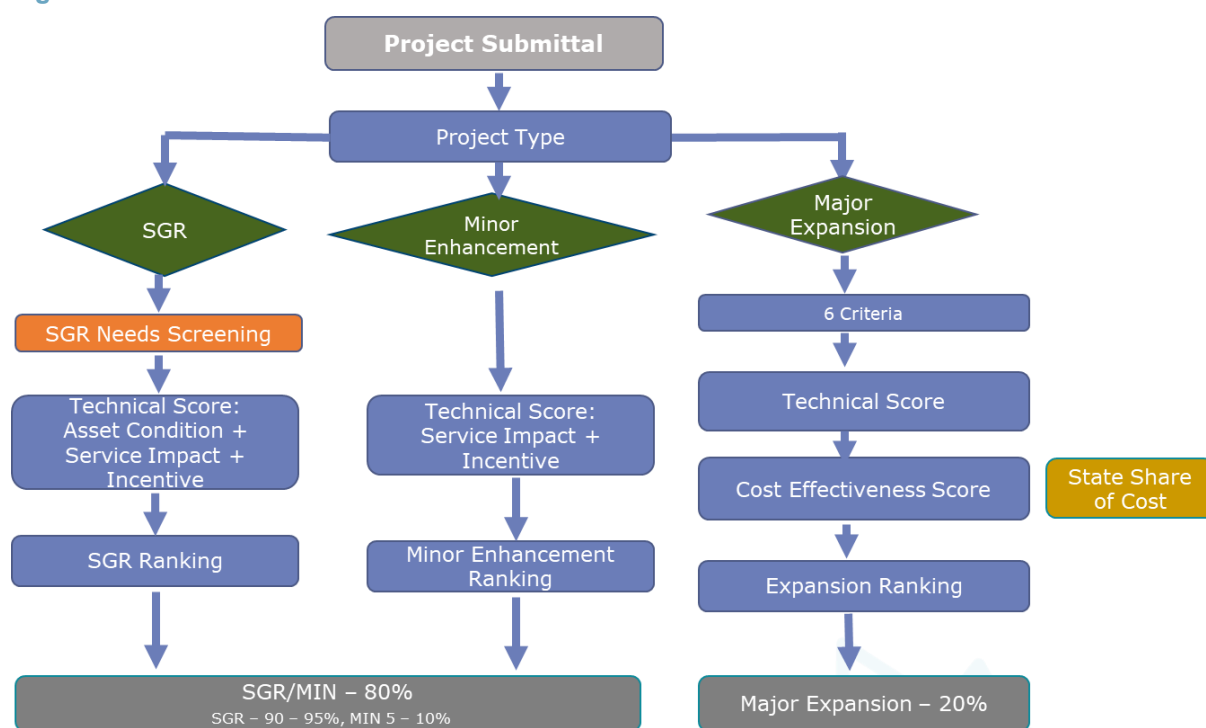 Project Submittal
Project Type
SGR
Minor
Enhancement
Major
Expansion
SGR Needs Screening
6 Criteria
Technical Score:
Asset Condition +
Service Impact +
Incentive
Technical Score:
Service Impact +
Incentive
Technical Score
Cost Effectiveness Score
State Share
of Cost
SGR Ranking
Minor Enhancement
Ranking
Expansion Ranking
SGR/MIN – 80%
SGR – 90 – 95%, MIN 5 – 10%
Major Expansion – 20%